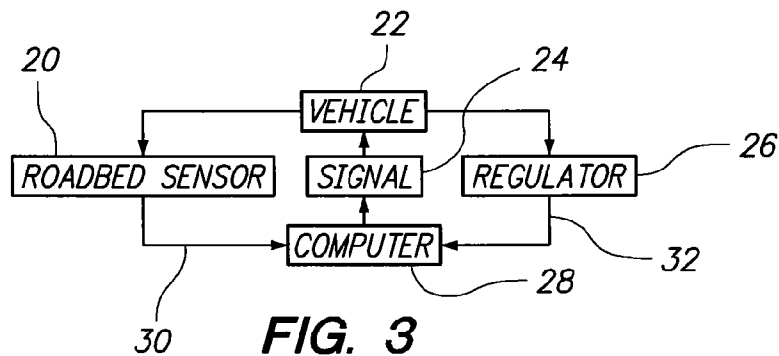 22
20
24
VEHICLE
26
ROADBED SENSOR
SIGNAL
REGULATOR
COMPUTER
32
28
30
FIG. 3